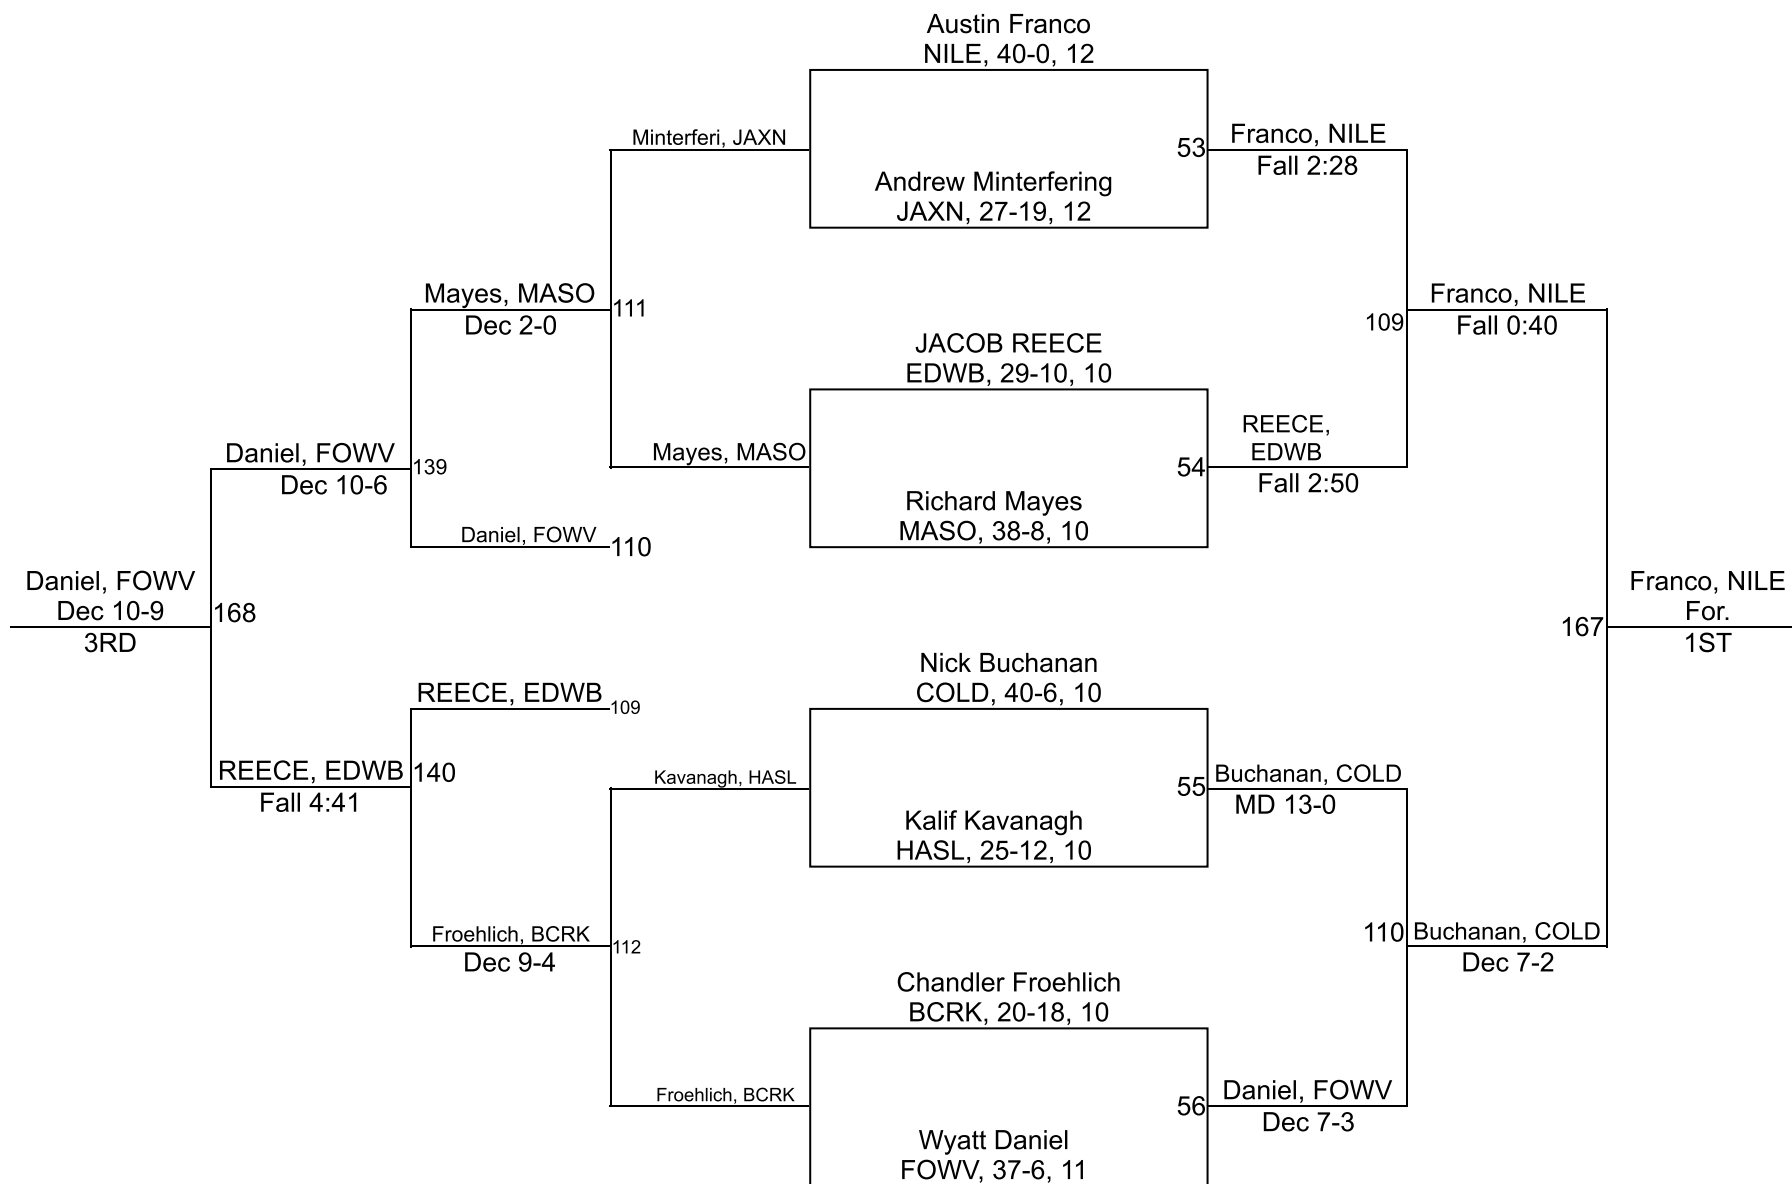 Austin Franco
NILE, 40-0, 12
Minterferi, JAXN
53
Franco, NILE
Fall 2:28
Andrew Minterfering
JAXN, 27-19, 12
Mayes, MASO
Dec 2-0
111
Franco, NILE
Fall 0:40
109
JACOB REECE
EDWB, 29-10, 10
Daniel, FOWV
Dec 10-6
139
Mayes, MASO
54
REECE,
EDWB
Fall 2:50
Richard Mayes
MASO, 38-8, 10
Daniel, FOWV
110
Daniel, FOWV
Dec 10-9
3RD
168
167
Franco, NILE
For.
1ST
Nick Buchanan
COLD, 40-6, 10
REECE, EDWB
109
REECE, EDWB
Fall 4:41
140
Kavanagh, HASL
55
Buchanan, COLD
MD 13-0
Kalif Kavanagh
HASL, 25-12, 10
Froehlich, BCRK
Dec 9-4
112
110
Buchanan, COLD
Dec 7-2
Chandler Froehlich
BCRK, 20-18, 10
Froehlich, BCRK
56
Daniel, FOWV
Dec 7-3
Wyatt Daniel
FOWV, 37-6, 11